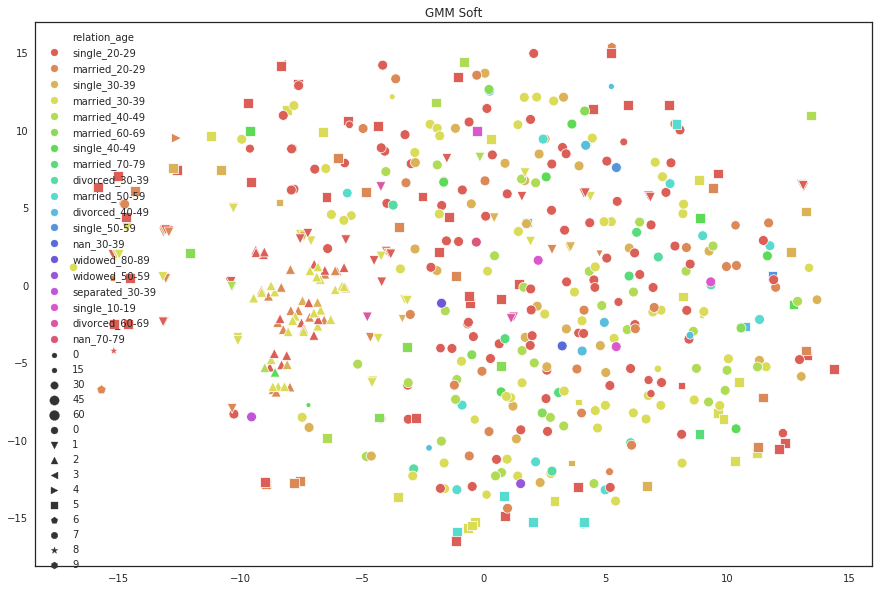 GMM Soft
relation_age
single_20-29
married_20-29
single_30-39
married_30-39
married_40-49
married_60-69
single_40-49
married_70-79
divorced_30-39
married_50-59
divorced_40-49
single_50-59
nan_30-39
widowed_80-89
widowed_50-59
separated_30-39
single_10-19
divorced_60-69
nan_70-79
0
15
30
45
60
0
1
2
3
4
5
6
7
8
9
15
10
5
0
−5
−10
−15
−15
−10
−5
0
5
10
15